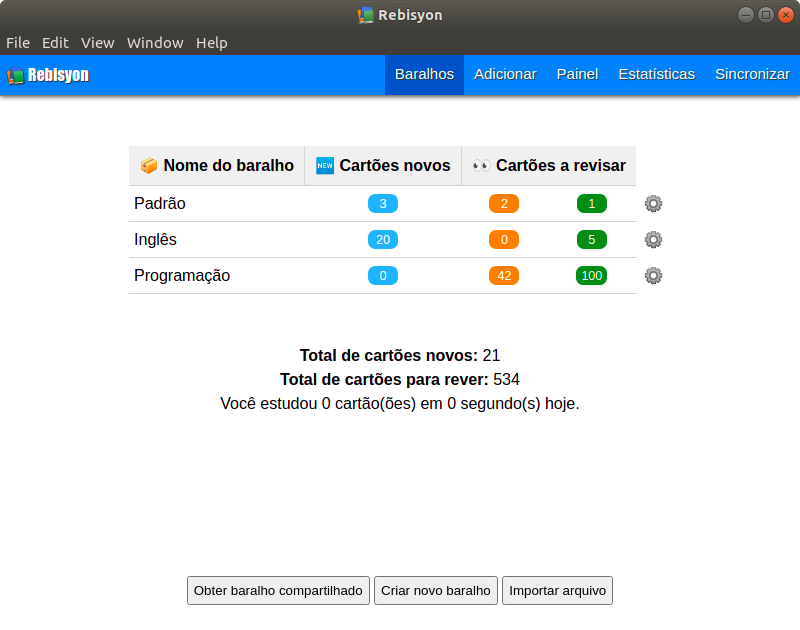 Rebisyon
File Edit View Window Help
Rebisyon Baralhos Adicionar Painel Estatísticas Sincronizar
Nome do baralho NEW Cartões novos Cartões a revisar
Padrão 3 2 1
Inglês 20 0 5
Programação 0 42 100
Total de cartões novos: 21
Total de cartões para rever: 534
Você estudou 0 cartão(ões) em 0 segundo(s) hoje.
Obter baralho compartilhado Criar novo baralho Importar arquivo